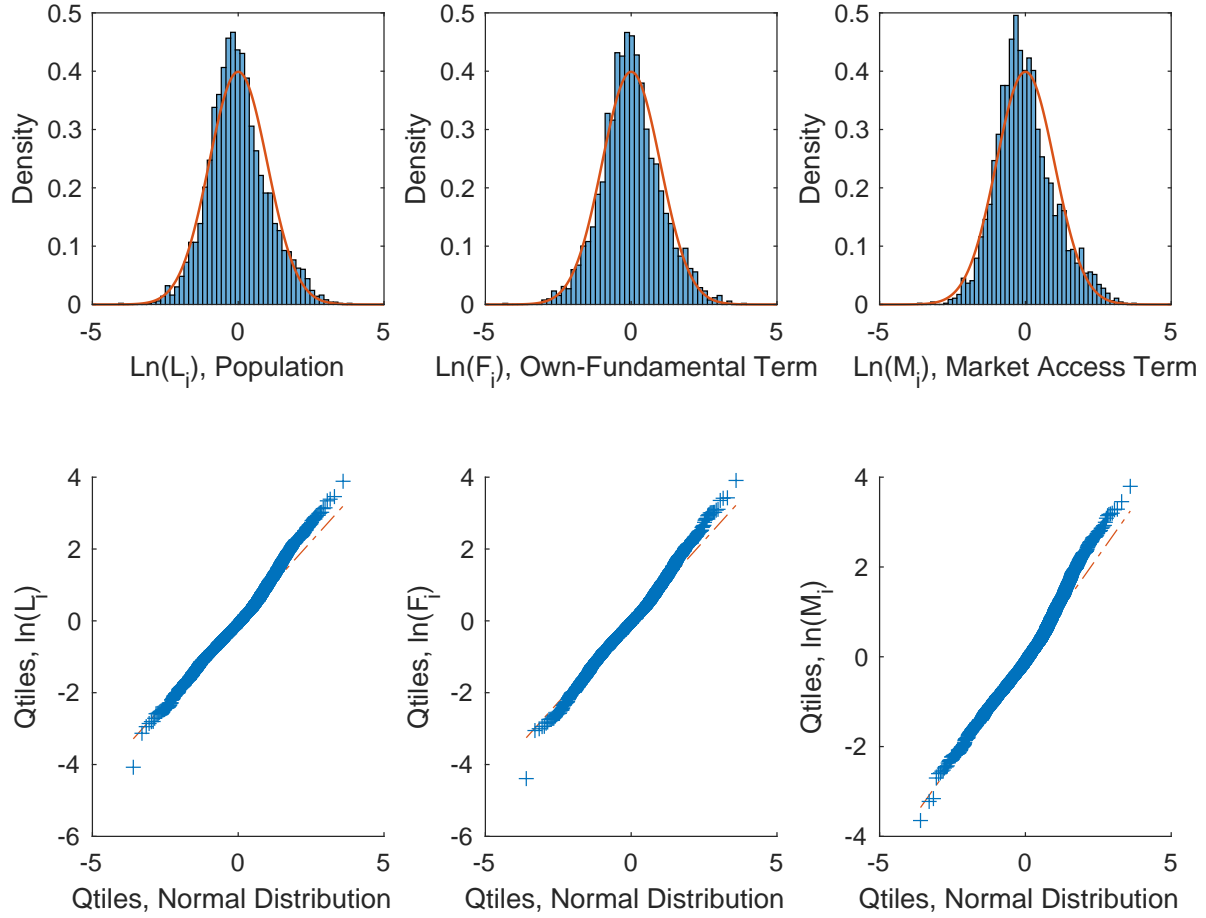 0.5
0.4
0.3
0.2
0.1
0
Density
-5 0 5
Ln(L_i), Population
0.5
0.4
0.3
0.2
0.1
0
Density
-5 0 5
Ln(F_i), Own-Fundamental Term
0.5
0.4
0.3
0.2
0.1
0
Density
-5 0 5
Ln(M_i), Market Access Term
4
2
0
-2
-4
-6
Qtiles, ln(L_i)
-5 0 5
Qtiles, Normal Distribution
4
2
0
-2
-4
-6
Qtiles, ln(F_i)
-5 0 5
Qtiles, Normal Distribution
4
2
0
-2
-4
Qtiles, ln(M_i)
-5 0 5
Qtiles, Normal Distribution